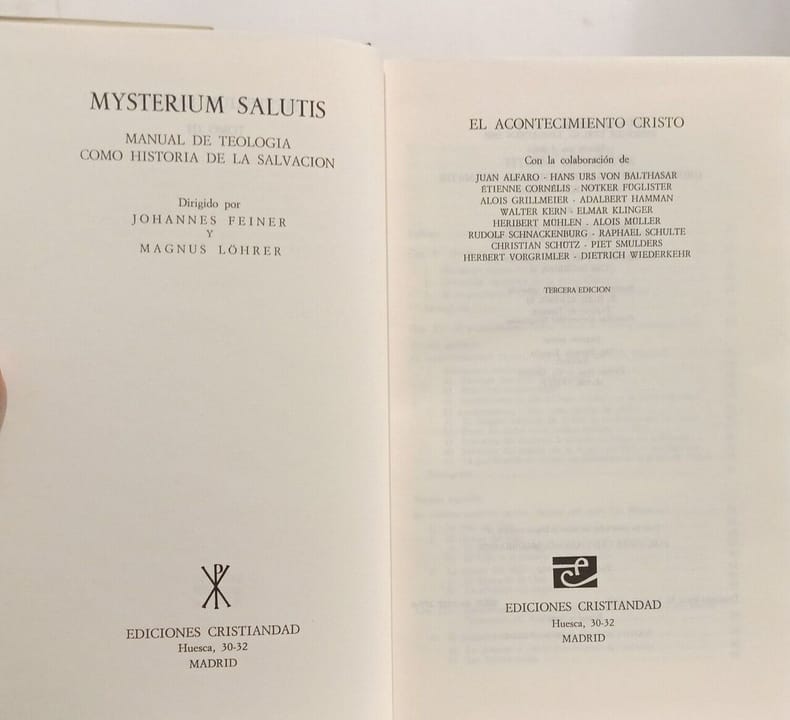 MYSTERIUM SALUTIS
MANUAL DE TEOLOGIA
COMO HISTORIA DE LA SALVACION
Dirigido por
JOHANNES FEINER
Y
MAGNUS LÖHRER
EDICIONES CRISTIANDAD
Huesca, 30-32
MADRID
EL ACONTECIMIENTO CRISTO
Con la colaboración de
JUAN ALFARO - HANS URS VON BALTHASAR
ÉTIENNE CORNÉLIS - NOTKER FÜGLISTER
ALOIS GRILLMEIER - ADALBERT HAMMAN
WALTER KERN - ELMAR KLINGER
HERIBERT MÜHLEN - ALOIS MÜLLER
RUDOLF SCHNACKENBURG - RAPHAEL SCHULTE
CHRISTIAN SCHÜTZ - PIET SMULDERS
HERBERT VORGRIMLER - DIETRICH WIEDERKEHR
TERCERA EDICION
EDICIONES CRISTIANDAD
Huesca, 30-32
MADRID